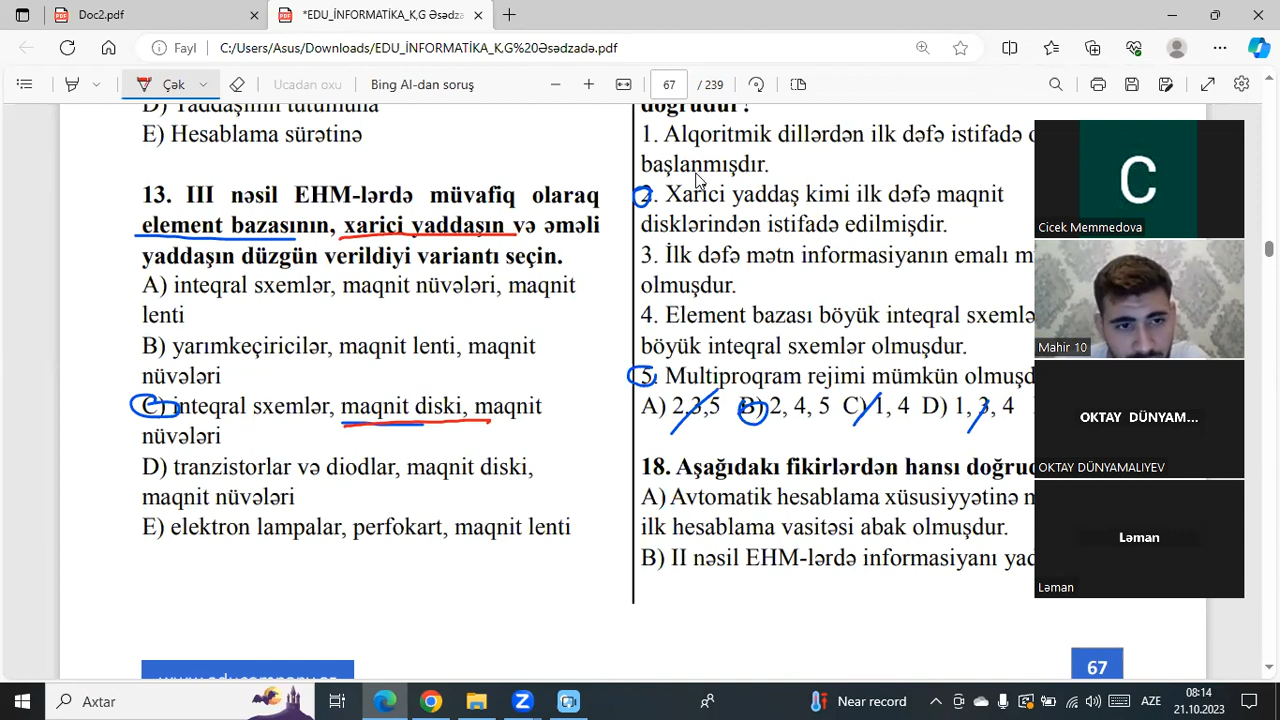 Doc2.pdf
*EDU_İNFORMATİKA_K,G Əsədza
Fayl
C:/Users/Asus/Downloads/EDU_İNFORMATİKA_K,G%20Əsədzadə.pdf
Çək
Ucadan oxu
Bing AI-dan soruş
67
/ 239
D) Yaddaşının tutumuna
E) Hesablama sürətinə
13. III nəsil EHM-lərdə müvafiq olaraq
element bazasının, xarici yaddaşın və əməli
yaddaşın düzgün verildiyi variantı seçin.
A) inteqral sxemlər, maqnit nüvələri, maqnit
lenti
B) yarımkeçiricilər, maqnit lenti, maqnit
nüvələri
C) inteqral sxemlər, maqnit diski, maqnit
nüvələri
D) tranzistorlar və diodlar, maqnit diski,
maqnit nüvələri
E) elektron lampalar, perfokart, maqnit lenti
www.educompany.az
doğrudur?
1. Alqoritmik dillərdən ilk dəfə istifadə o
başlanmışdır.
2. Xarici yaddaş kimi ilk dəfə maqnit
disklərindən istifadə edilmişdir.
3. İlk dəfə mətn informasiyanın emalı m
olmuşdur.
4. Element bazası böyük inteqral sxemlə
böyük inteqral sxemlər olmuşdur.
5. Multiproqram rejimi mümkün olmuşd
A) 2,3,5 B) 2, 4, 5 C) 1, 4 D) 1, 3, 4
18. Aşağıdakı fikirlərdən hansı doğrud
A) Avtomatik hesablama xüsusiyyətinə m
ilk hesablama vasitəsi abak olmuşdur.
B) II nəsil EHM-lərdə informasiyanı yad
67
C
Cicek Memmedova
Mahir 10
OKTAY DÜNYAM...
OKTAY DÜNYAMALIYEV
Ləman
Ləman
Axtar
Near record
AZE
08:14
21.10.2023